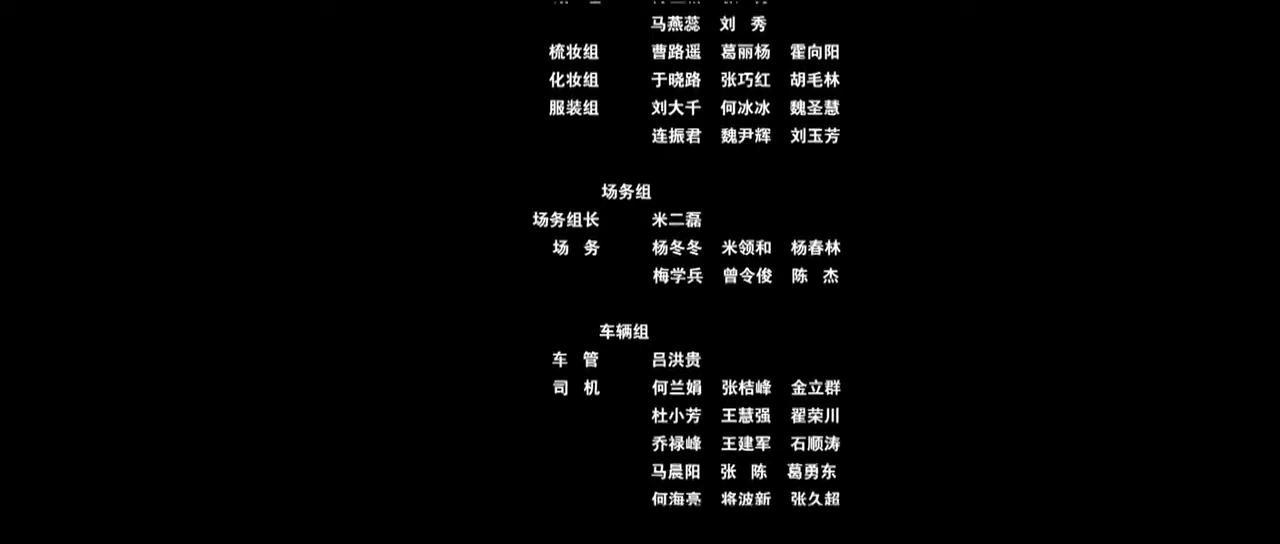 马燕蕊 刘 秀
梳妆组 曹路遥 葛丽杨 霍向阳
化妆组 于晓路 张巧红 胡毛林
服装组 刘大千 何冰冰 魏圣慧
连振君 魏尹辉 刘玉芳
场务组
场务组长 米二磊
场 务 杨冬冬 米领和 杨春林
梅学兵 曾令俊 陈 杰
车辆组
车 管 吕洪贵
司 机 何兰娟 张桔峰 金立群
杜小芳 王慧强 翟荣川
乔禄峰 王建军 石顺涛
马晨阳 张 陈 葛勇东
何海亮 将波新 张久超